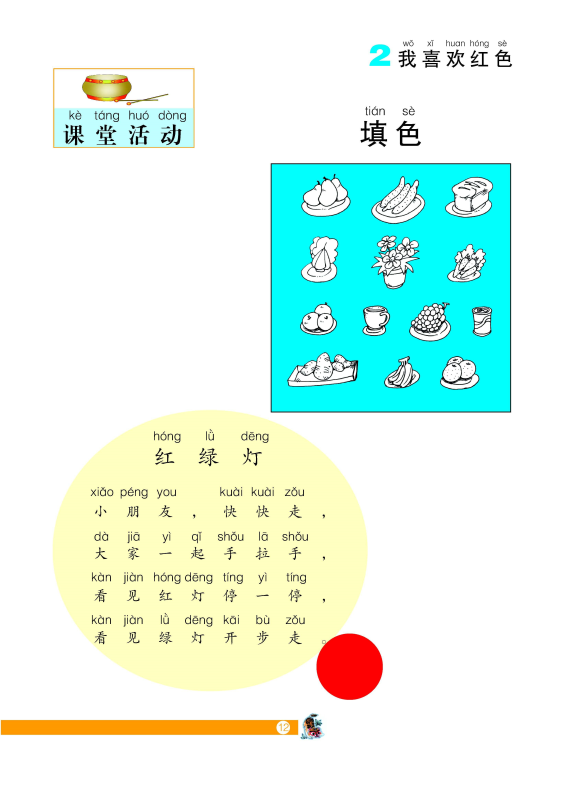 wǒ xǐ huan hóng sè
2 我喜欢红色
kè táng huó dòng
课堂活动
tián sè
填色
hóng lǜ dēng
红绿灯
xiǎo péng you kuài kuài zǒu
小朋友，快快走，
dà jiā yì qǐ shǒu lā shǒu
大家一起手拉手，
kàn jiàn hóng dēng tíng yì tíng
看见红灯停一停，
kàn jiàn lǜ dēng kāi bù zǒu
看见绿灯开步走。
12